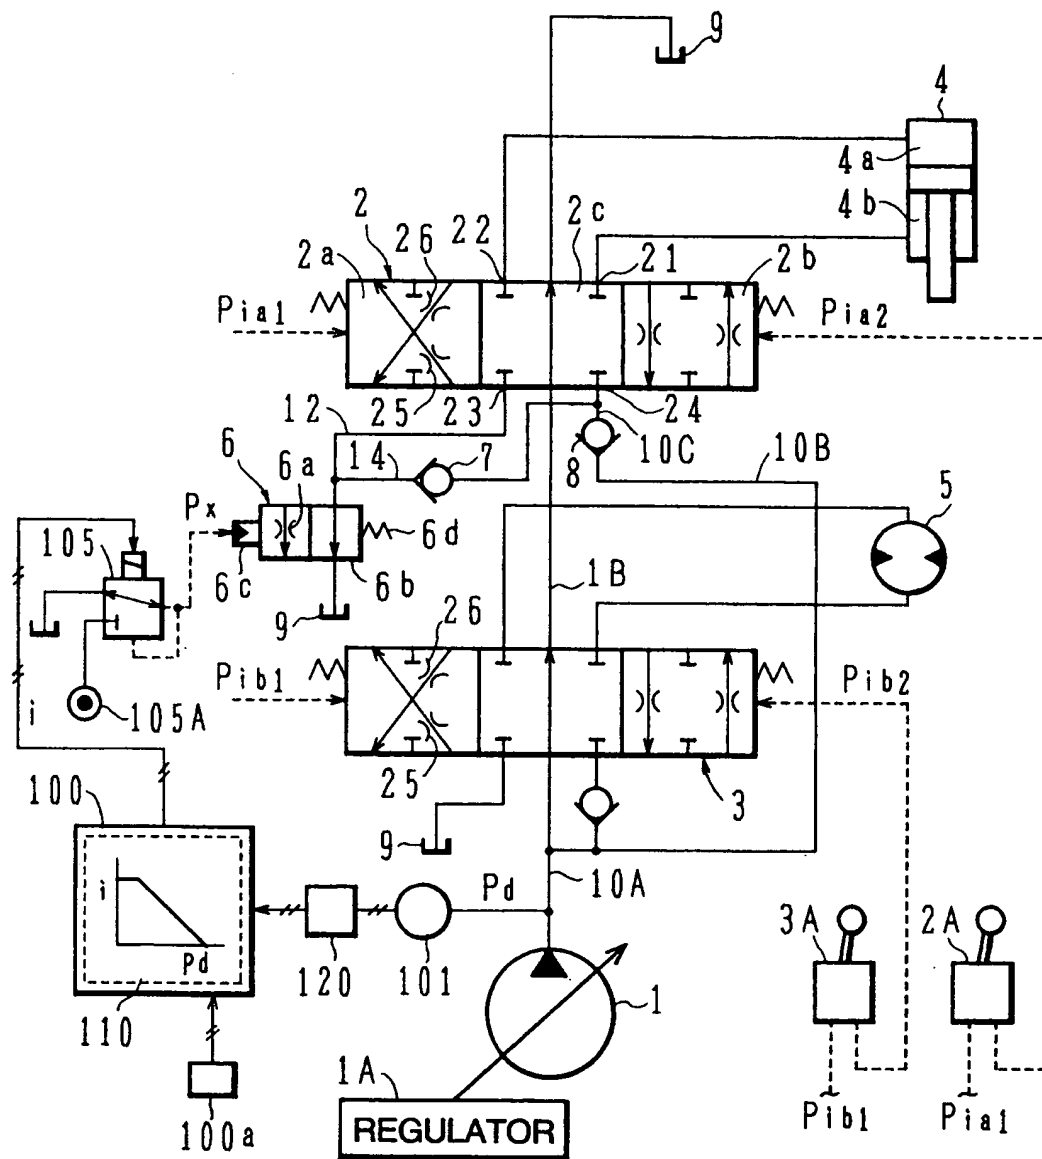 9
4
4a
4b
2
26
22
2c
2a
21
2b
Pia1
Pia2
25
23
24
12
6
6a
14
7
8
10C
10B
5
Px
105
6c
6d
6b
1B
9
26
Pib1
Pib2
i
105A
25
3
100
9
Pd
10A
i
Pd
3A
2A
110
120
101
1
1A
100a
REGULATOR
Pib1
Pia1